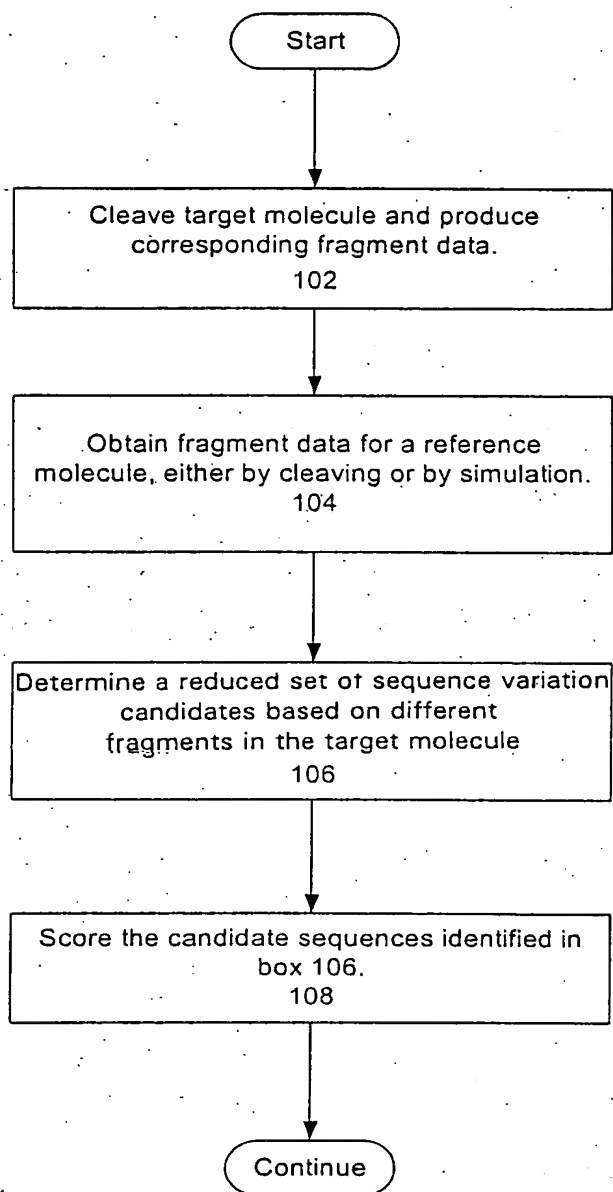 Start
Cleave target molecule and produce
corresponding fragment data.
102
Obtain fragment data for a reference
molecule, either by cleaving or by simulation.
104
Determine a reduced set of sequence variation
candidates based on different
fragments in the target molecule
106
Score the candidate sequences identified in
box 106.
108
Continue